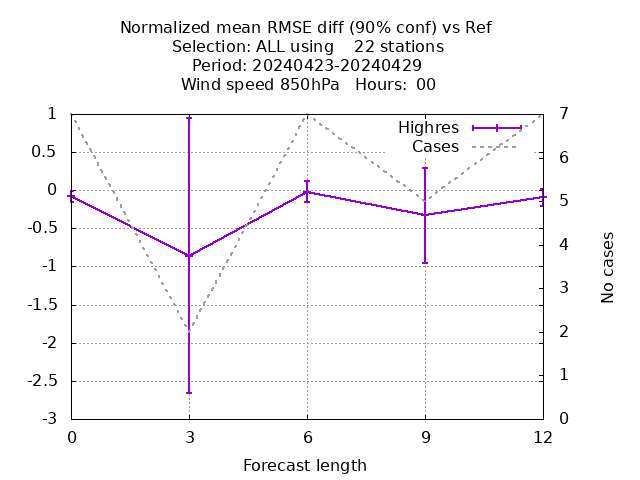 Normalized mean RMSE diff (90% conf) vs Ref
Selection: ALL using    22 stations
Period: 20240423-20240429
Wind speed 850hPa   Hours:  00
Highres
Cases
1
0.5
0
-0.5
-1
-1.5
-2
-2.5
-3
7
6
5
4
3
2
1
0
No cases
0
3
6
9
12
Forecast length